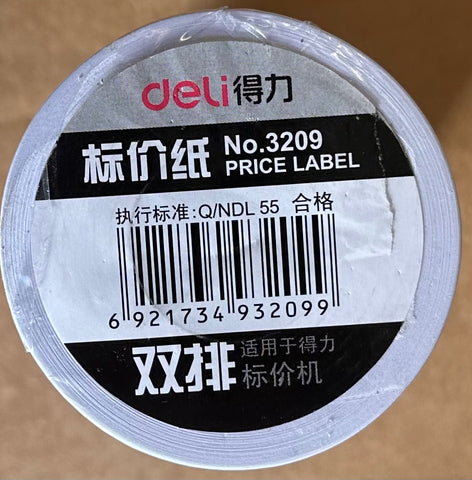 deli得力
标价纸 No.3209
PRICE LABEL
执行标准:Q/NDL 55 合格
6 921734 932099
双排 适用于得力
标价机